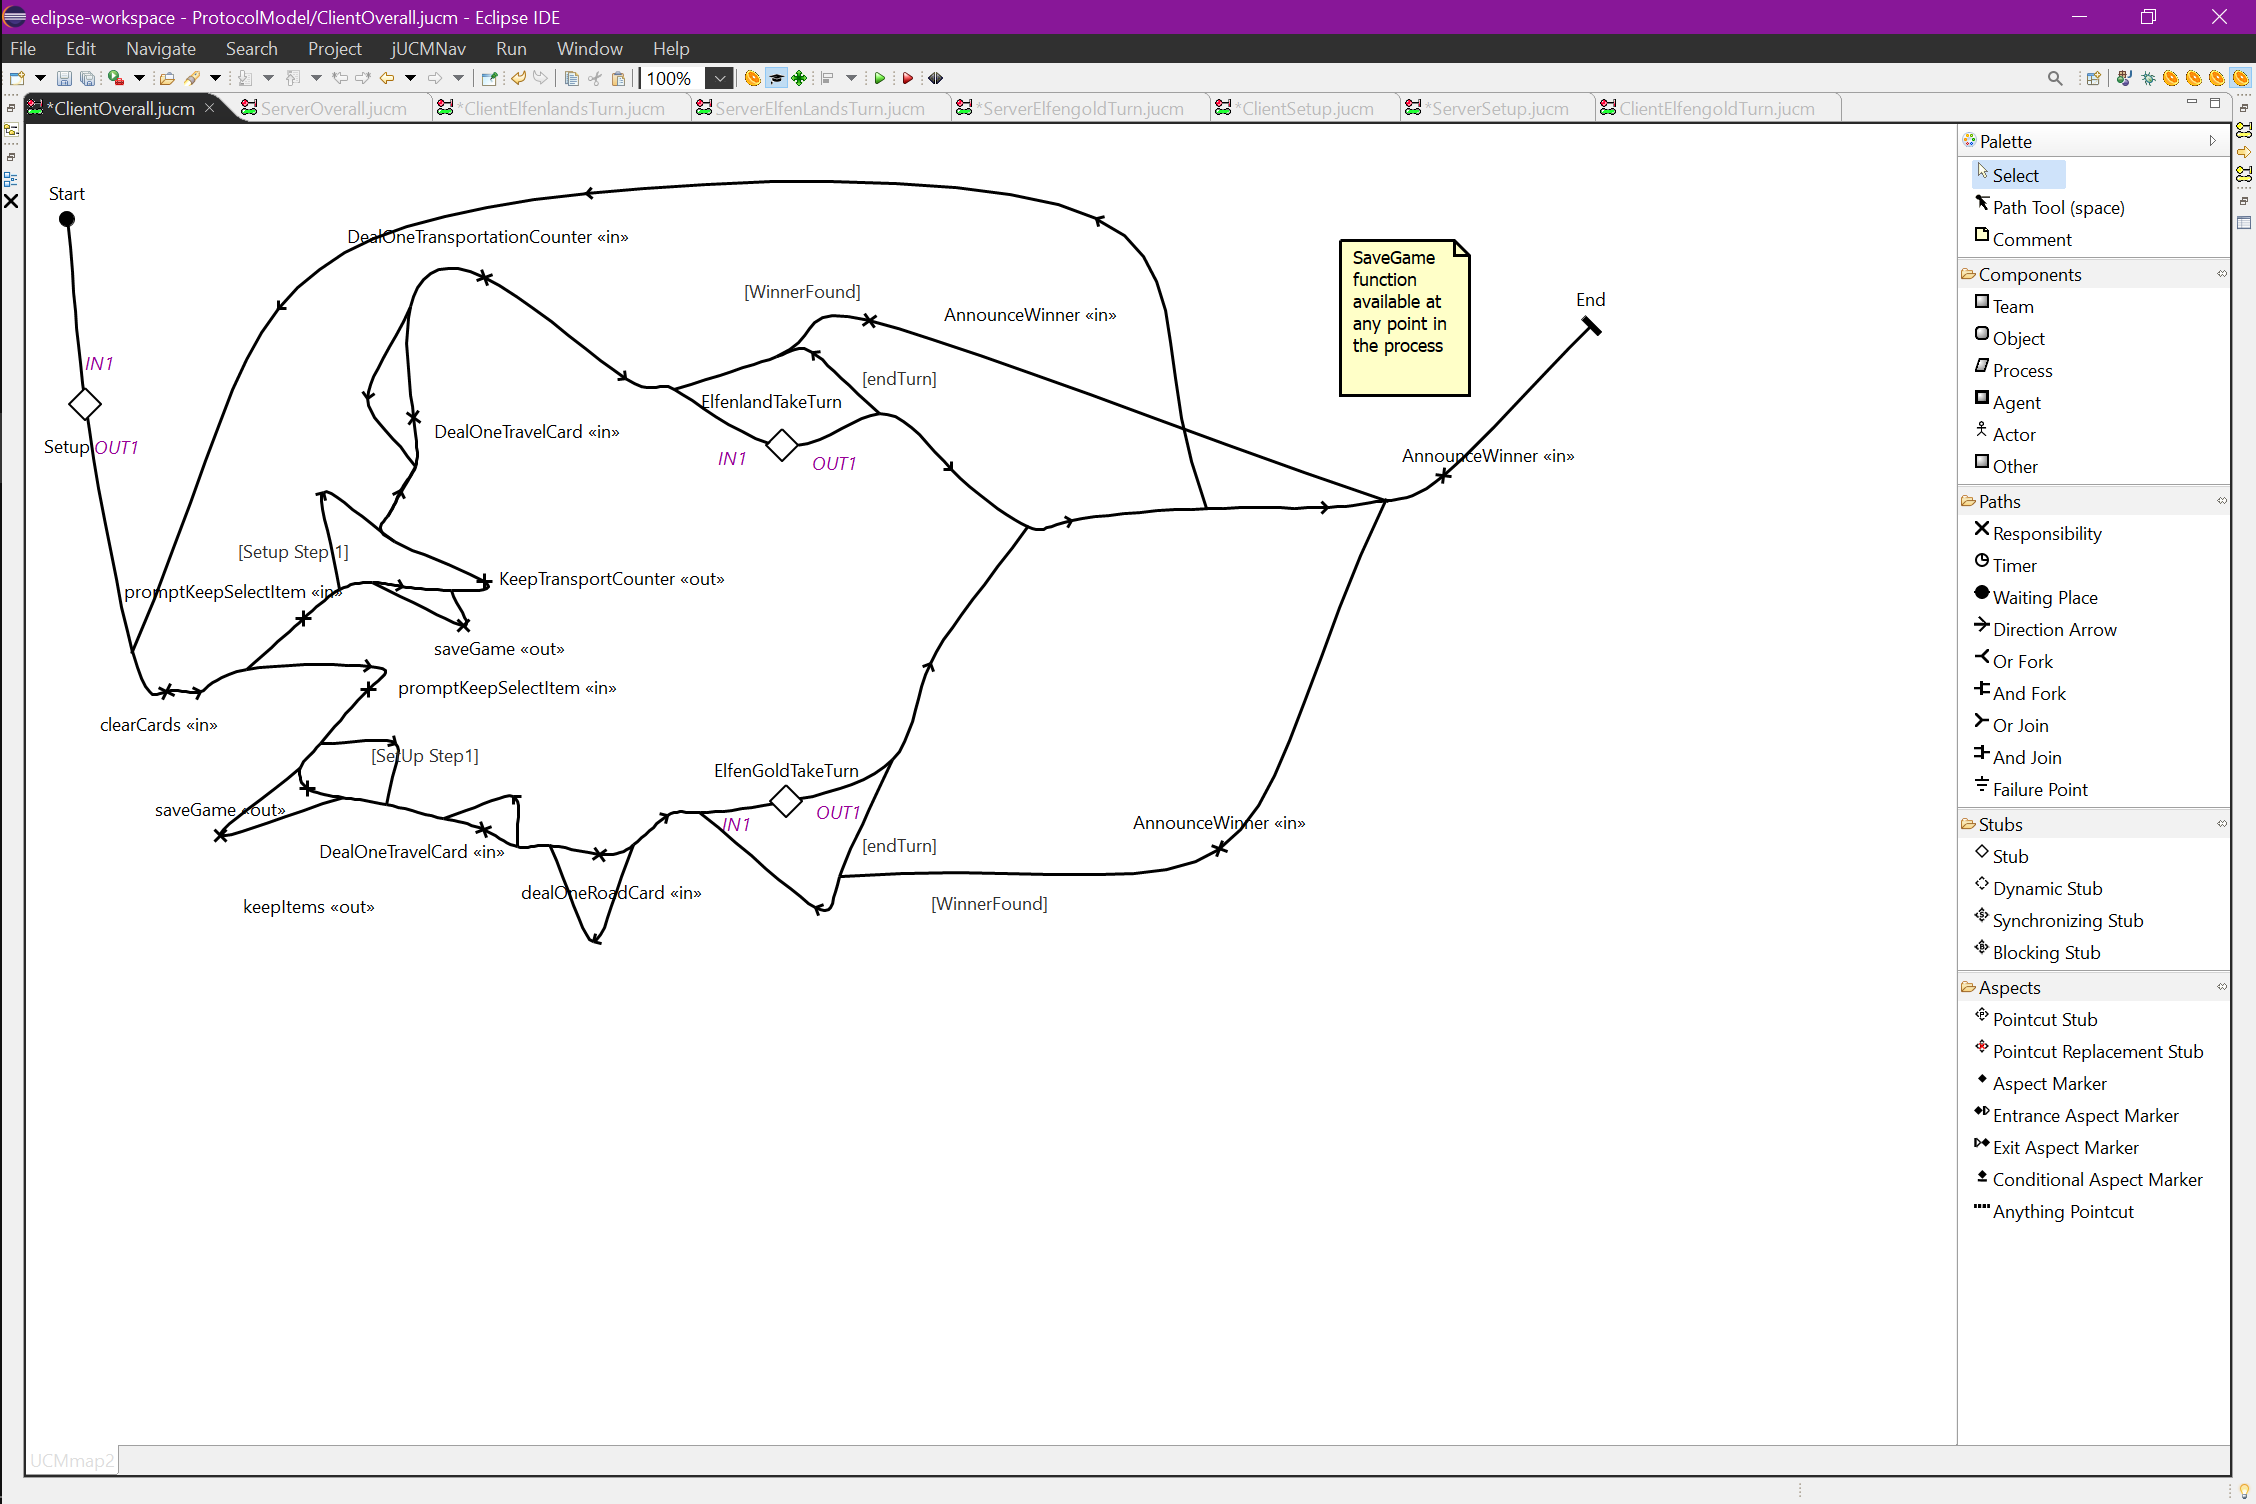 eclipse-workspace - ProtocolModel/ClientOverall.jucm - Eclipse IDE
File Edit Navigate Search Project jUCMNav Run Window Help
100%
*ClientOverall.jucm ServerOverall.jucm *ClientElfenlandsTurn.jucm ServerElfenLandsTurn.jucm *ServerElfengoldTurn.jucm *ClientSetup.jucm *ServerSetup.jucm ClientElfengoldTurn.jucm
Start
DealOneTransportationCounter «in»
[WinnerFound]
AnnounceWinner «in»
SaveGame
function
available at
any point in
the process
End
IN1
[endTurn]
ElfenlandTakeTurn
DealOneTravelCard «in»
Setup OUT1
IN1
OUT1
AnnounceWinner «in»
[Setup Step 1]
promptKeepSelectItem «in»
KeepTransportCounter «out»
saveGame «out»
promptKeepSelectItem «in»
clearCards «in»
[SetUp Step1]
ElfenGoldTakeTurn
saveGame «out»
IN1
OUT1
AnnounceWinner «in»
DealOneTravelCard «in»
[endTurn]
dealOneRoadCard «in»
keepItems «out»
[WinnerFound]
Palette
Select
Path Tool (space)
Comment
Components
Team
Object
Process
Agent
Actor
Other
Paths
Responsibility
Timer
Waiting Place
Direction Arrow
Or Fork
And Fork
Or Join
And Join
Failure Point
Stubs
Stub
Dynamic Stub
Synchronizing Stub
Blocking Stub
Aspects
Pointcut Stub
Pointcut Replacement Stub
Aspect Marker
Entrance Aspect Marker
Exit Aspect Marker
Conditional Aspect Marker
Anything Pointcut
UCMmap2